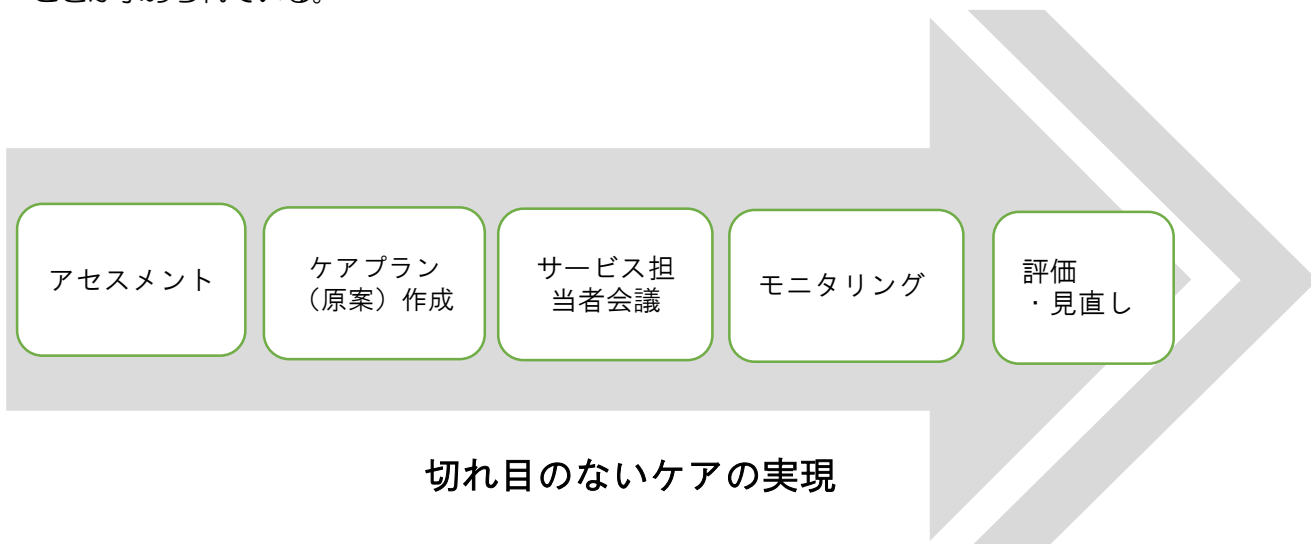 アセスメント
ケアプラン
（原案）作成
サービス担
当者会議
モニタリング
評価
・見直し
切れ目のないケアの実現